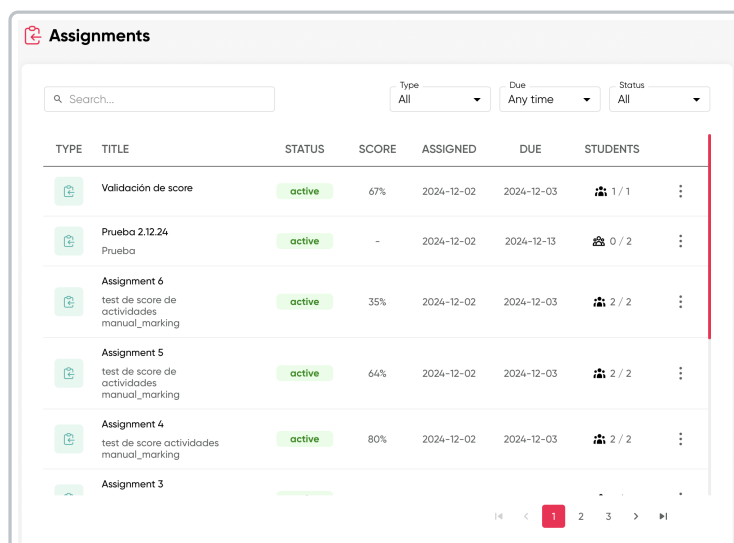 Assignments
Type
Due
Status
Search...
All
Any time
All
TYPE TITLE STATUS SCORE ASSIGNED DUE STUDENTS
Validación de score active 67% 2024-12-02 2024-12-03 1 / 1
Prueba 2.12.24
active - 2024-12-02 2024-12-13 0 / 2
Prueba
Assignment 6
test de score de
actividades
manual_marking
active 35% 2024-12-02 2024-12-03 2 / 2
Assignment 5
test de score de
actividades
manual_marking
active 64% 2024-12-02 2024-12-03 2 / 2
Assignment 4
test de score actividades
manual_marking
active 80% 2024-12-02 2024-12-03 2 / 2
Assignment 3
1 2 3